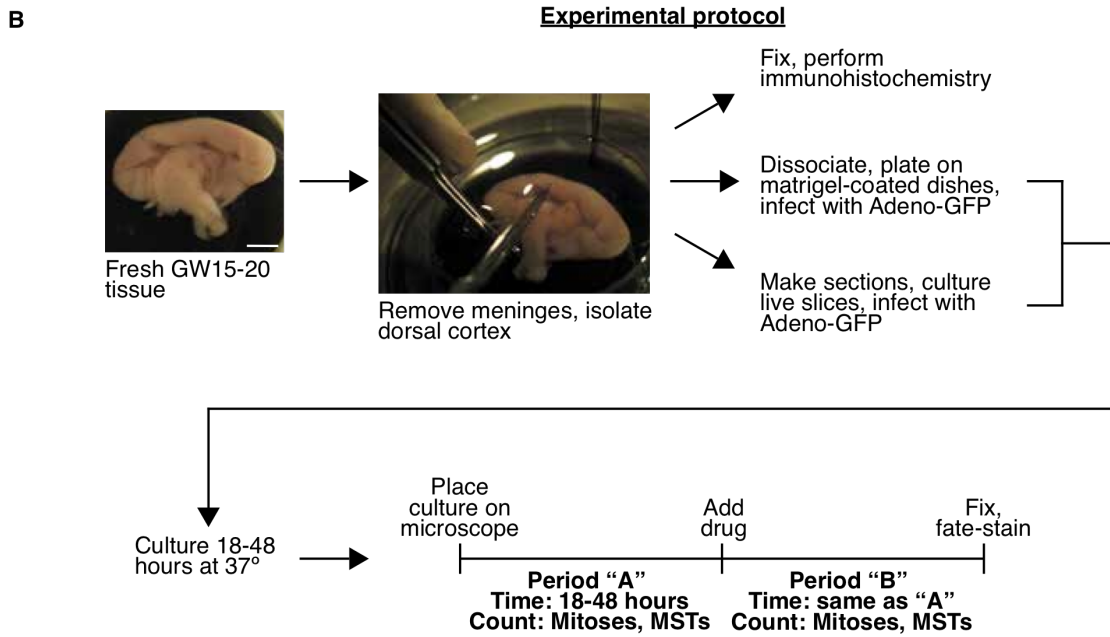 B
Experimental protocol
Fresh GW15-20
tissue
Remove meninges, isolate
dorsal cortex
Fix, perform
immunohistochemistry
Dissociate, plate on
matrigel-coated dishes,
infect with Adeno-GFP
Make sections, culture
live slices, infect with
Adeno-GFP
Culture 18-48
hours at 37º
Place
culture on
microscope
Add
drug
Fix,
fate-stain
Period “A”
Time: 18-48 hours
Count: Mitoses, MSTs
Period “B”
Time: same as “A”
Count: Mitoses, MSTs